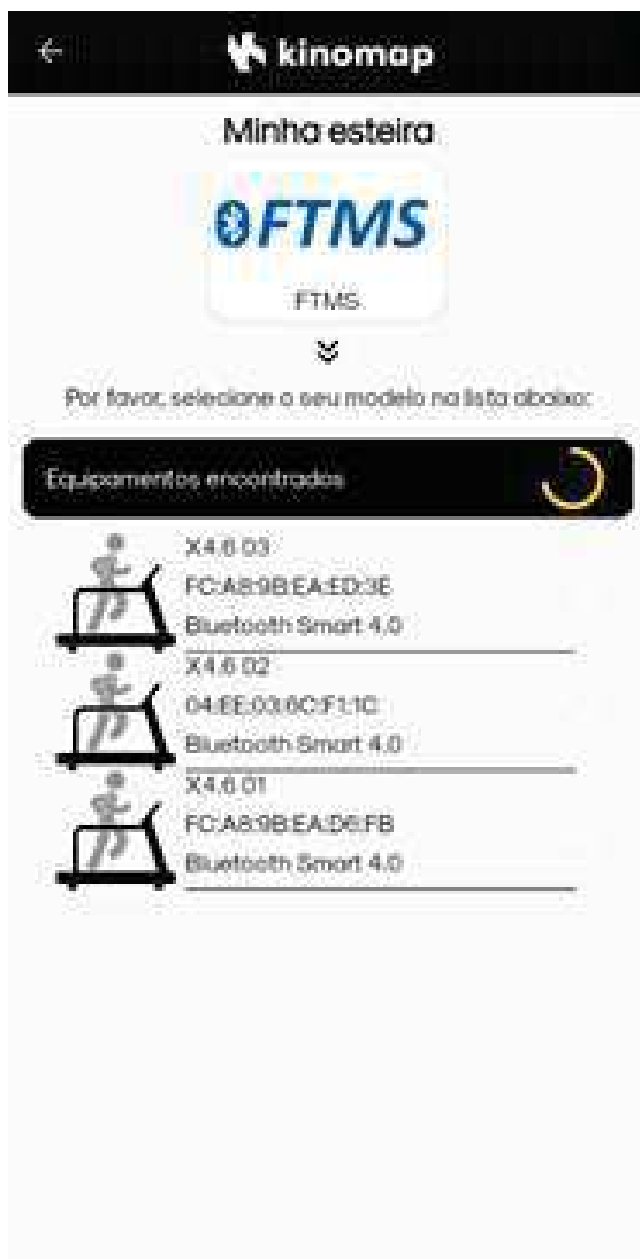 kinomap
Minha esteira
FTMS
FTMS
Por favor, selecione o seu modelo na lista abaixo:
Equipamentos encontrados
X4.6 03
FC:A8:9B:EA:ED:3E
Bluetooth Smart 4.0
X4.6 02
04:EE:03:6C:F1:1C
Bluetooth Smart 4.0
X4.6 01
FC:A8:9B:EA:D6:FB
Bluetooth Smart 4.0